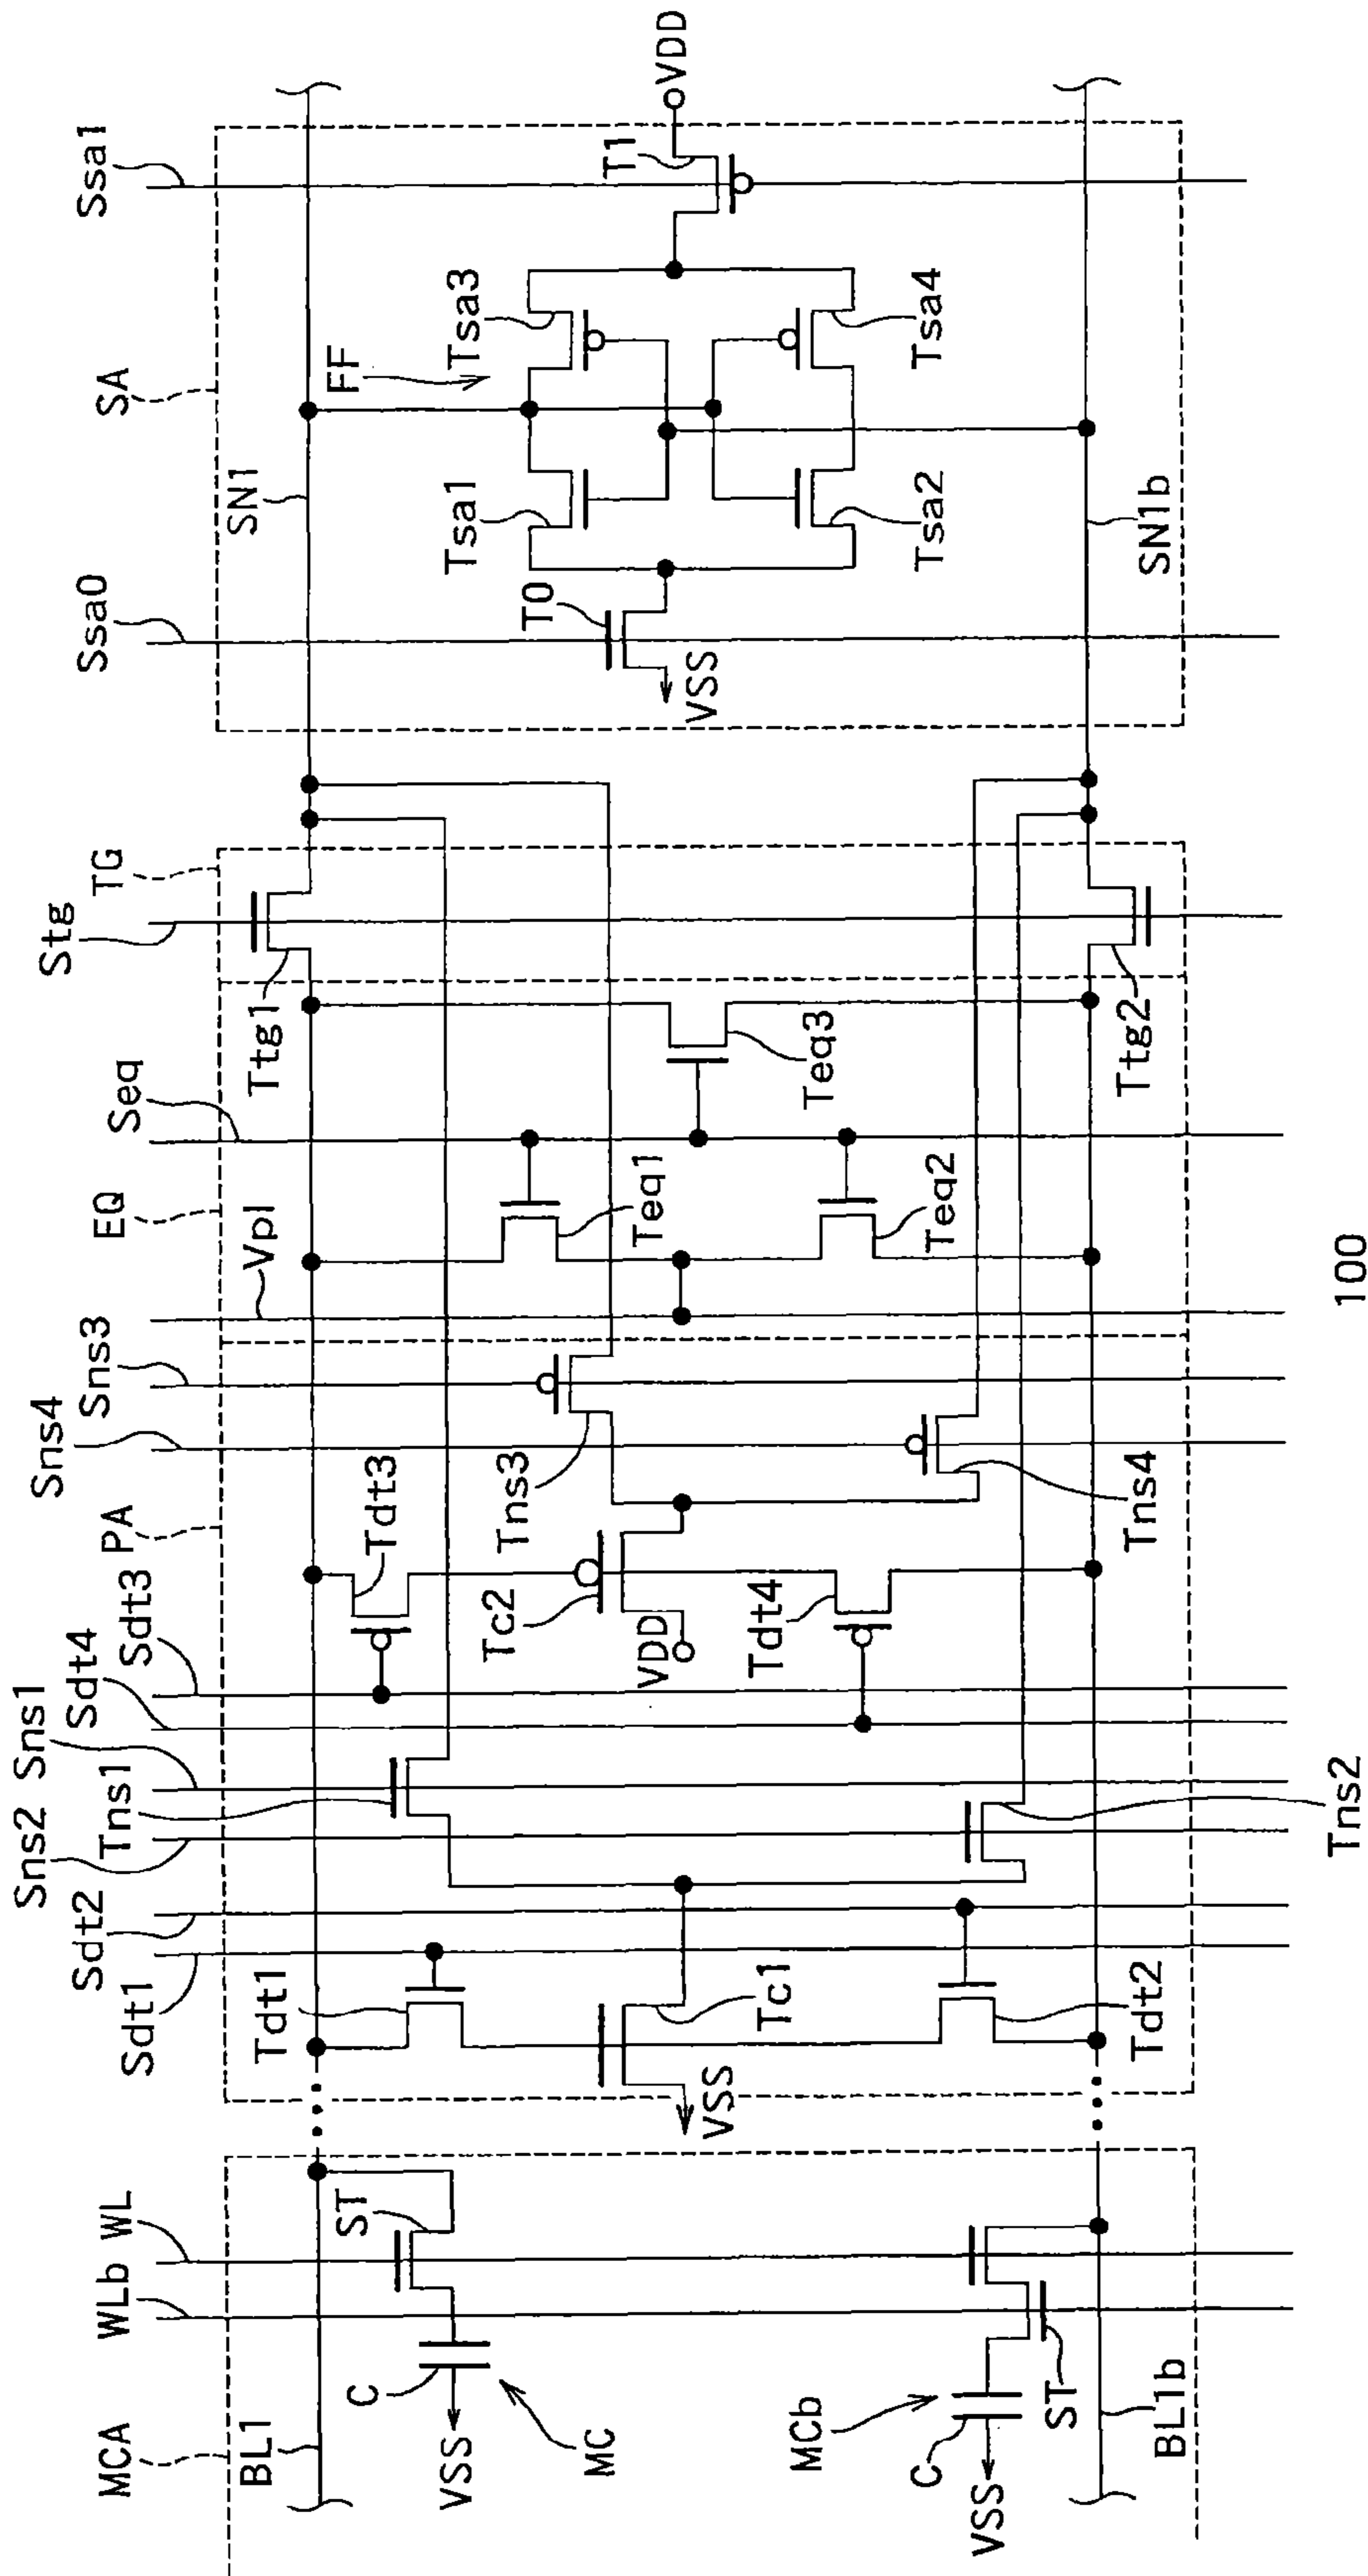 MCA
WLb
WL
BL1
ST
C
VSS
MC
MCb
C
VSS
ST
BL1b
Sdt1
Sdt2
Sns2
Tns1
Sns1
Sdt4
Sdt3
PA
Sns4
Sns3
Tdt1
Tdt3
VSS
Tc1
Tc2
VDD
Tns3
Tdt4
Tdt2
Tns4
Tns2
Vpl
EQ
Seq
Teq1
Teq2
Teq3
Stg
TG
Ttg1
Ttg2
Ssa0
SN1
SA
Ssa1
T0
VSS
FF
Tsa1
Tsa3
T1
VDD
Tsa2
Tsa4
SN1b
100